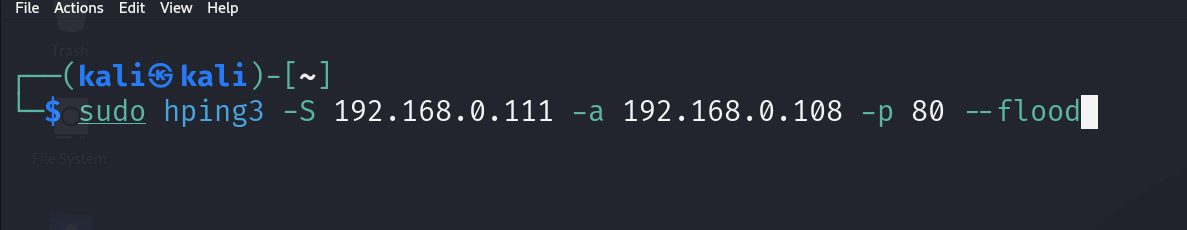 File Actions Edit View Help
Trash
┌──(kali㉿kali)-[~]
└─$ sudo hping3 -S 192.168.0.111 -a 192.168.0.108 -p 80 --flood
File System